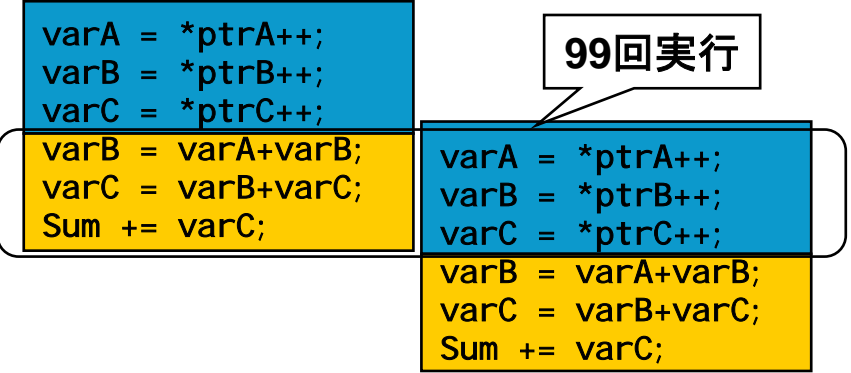 varA = *ptrA++;
varB = *ptrB++;
varC = *ptrC++;
varB = varA+varB;
varC = varB+varC;
Sum += varC;
99回実行
varA = *ptrA++;
varB = *ptrB++;
varC = *ptrC++;
varB = varA+varB;
varC = varB+varC;
Sum += varC;